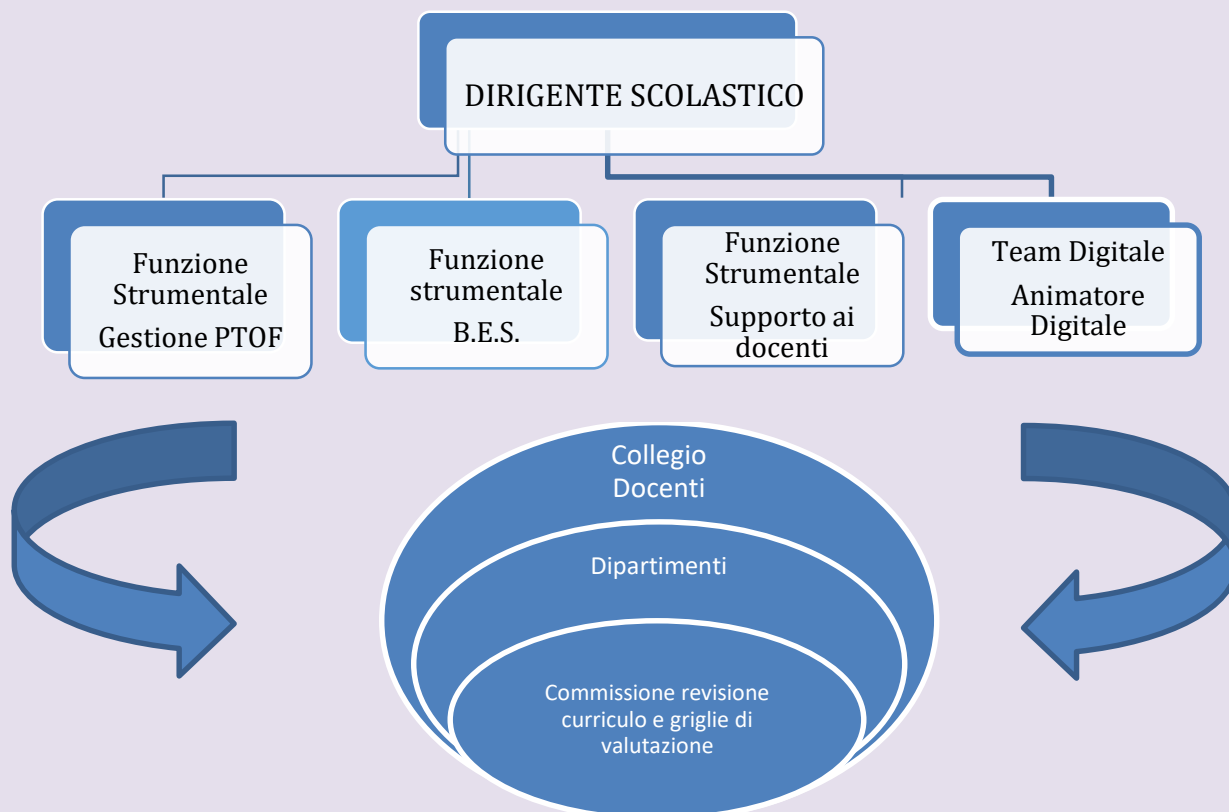 DIRIGENTE SCOLASTICO
Funzione
Strumentale
Gestione PTOF
Funzione
strumentale
B.E.S.
Funzione
Strumentale
Supporto ai
docenti
Team Digitale
Animatore
Digitale
Collegio
Docenti
Dipartimenti
Commissione revisione
curriculo e griglie di
valutazione